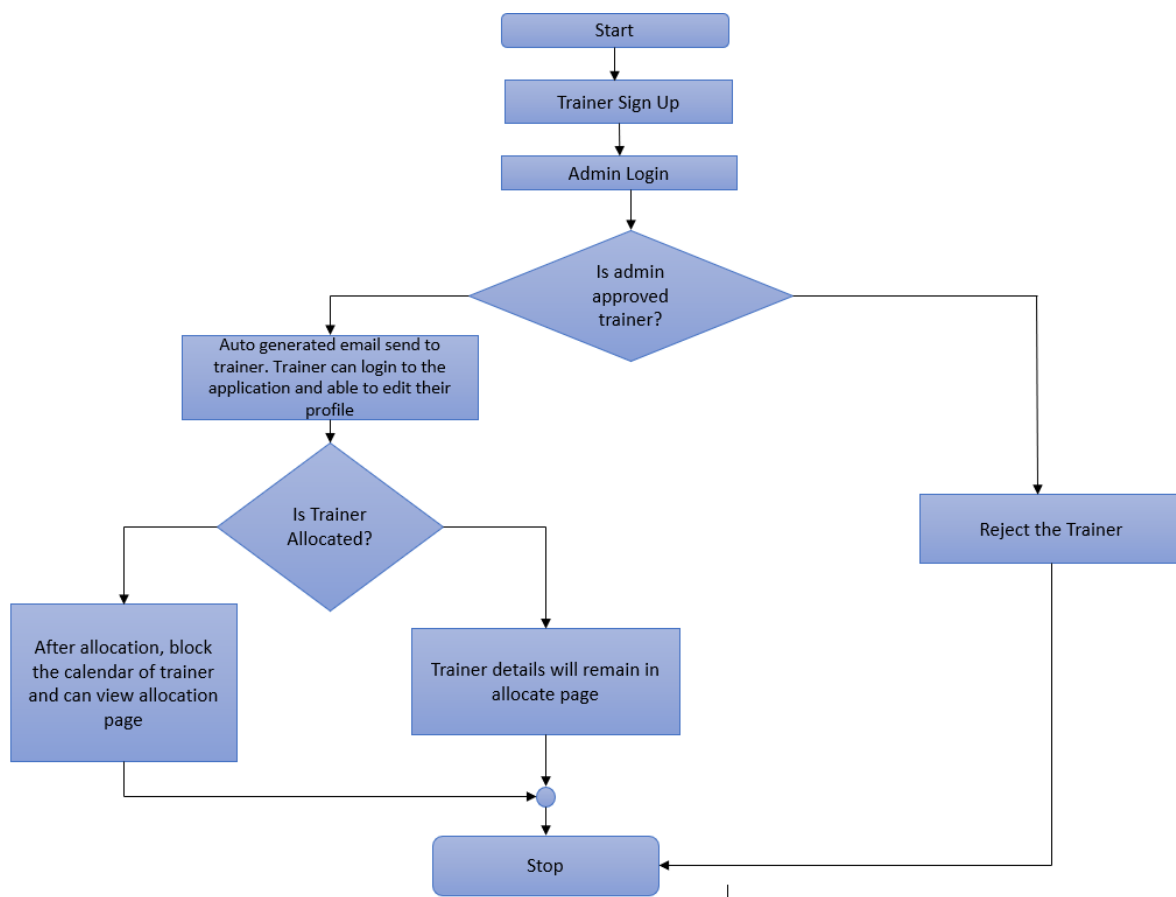 Start
Trainer Sign Up
Admin Login
Is admin
approved
trainer?
Auto generated email send to
trainer. Trainer can login to the
application and able to edit their
profile
Is Trainer
Allocated?
Reject the Trainer
After allocation, block
the calendar of trainer
and can view allocation
page
Trainer details will remain in
allocate page
Stop